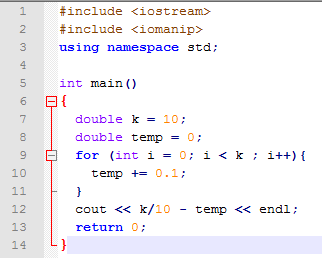 1 #include <iostream>
2 #include <iomanip>
3 using namespace std;
4
5 int main()
6 {
7 double k = 10;
8 double temp = 0;
9 for (int i = 0; i < k ; i++){
10 temp += 0.1;
11 }
12 cout << k/10 - temp << endl;
13 return 0;
14 }